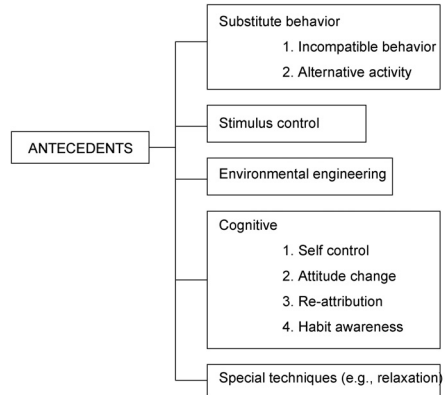 Substitute behavior
1. Incompatible behavior
2. Alternative activity
Stimulus control
ANTECEDENTS
Environmental engineering
Cognitive
1. Self control
2. Attitude change
3. Re-attribution
4. Habit awareness
Special techniques (e.g., relaxation)